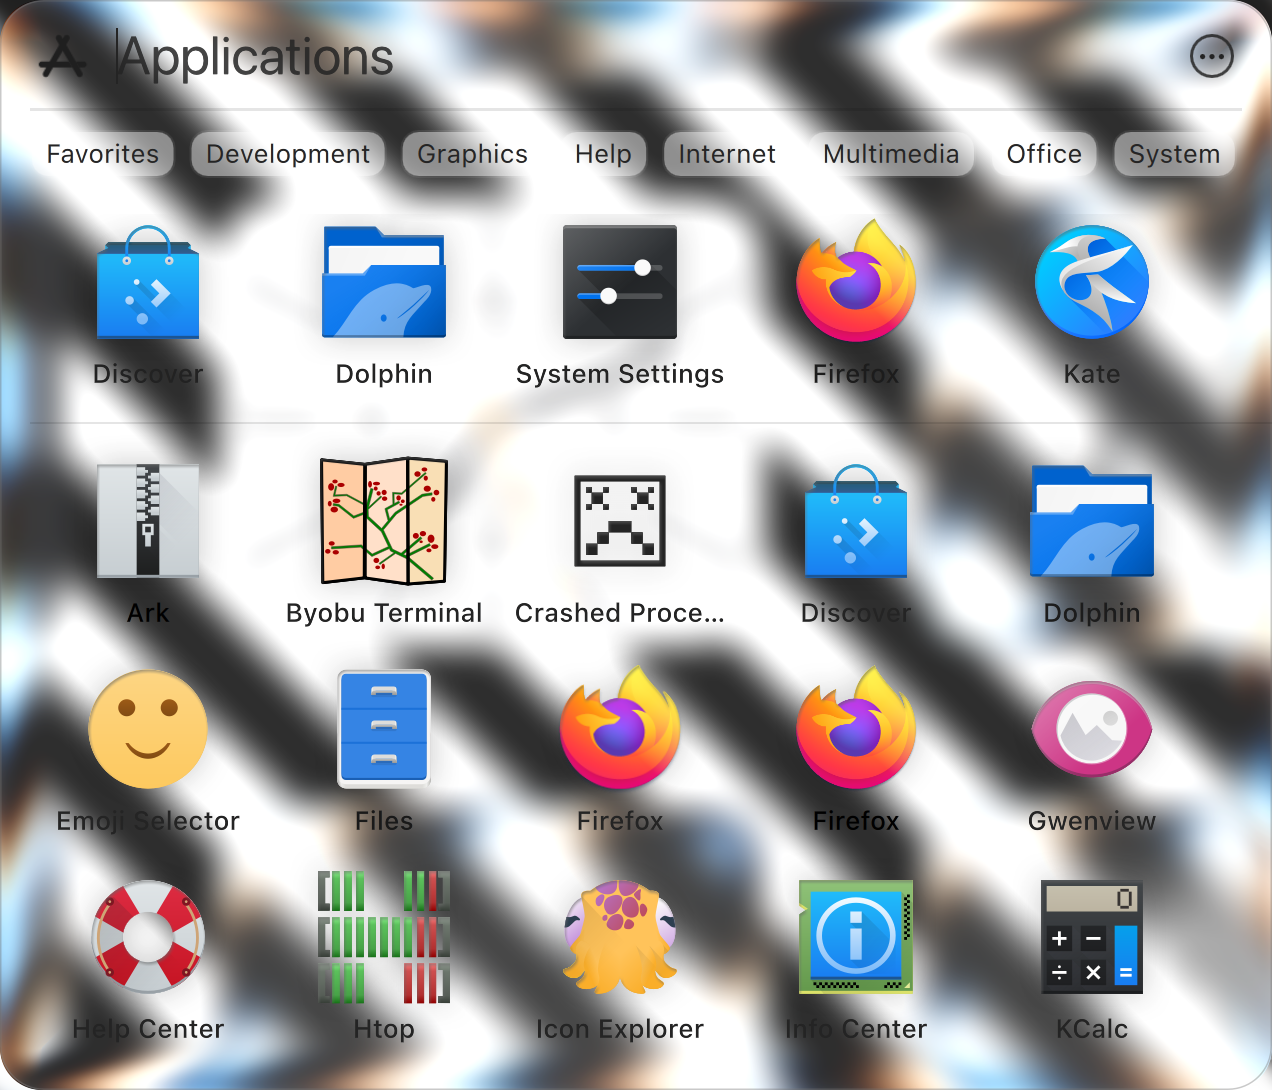 Applications
Favorites Development Graphics Help Internet Multimedia Office System
Discover Dolphin System Settings Firefox Kate
Ark Byobu Terminal Crashed Proce... Discover Dolphin
Emoji Selector Files Firefox Firefox Gwenview
0
+ −
÷ × =
Help Center Htop Icon Explorer Info Center KCalc